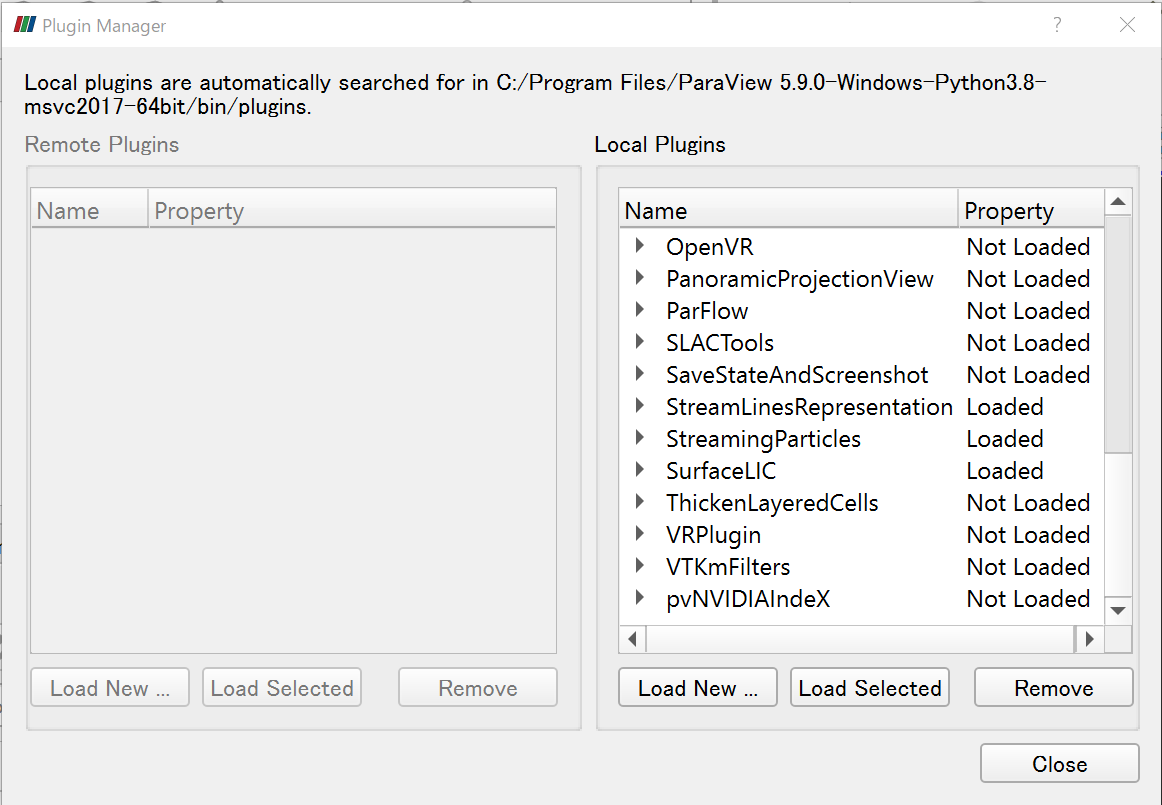 Plugin Manager
?
Local plugins are automatically searched for in C:/Program Files/ParaView 5.9.0-Windows-Python3.8-
msvc2017-64bit/bin/plugins.
Remote Plugins
Name Property
Load New ... Load Selected Remove
Local Plugins
Name Property
OpenVR Not Loaded
PanoramicProjectionView Not Loaded
ParFlow Not Loaded
SLACTools Not Loaded
SaveStateAndScreenshot Not Loaded
StreamLinesRepresentation Loaded
StreamingParticles Loaded
SurfaceLIC Loaded
ThickenLayeredCells Not Loaded
VRPlugin Not Loaded
VTKmFilters Not Loaded
pvNVIDIAIndeX Not Loaded
Load New ... Load Selected Remove
Close